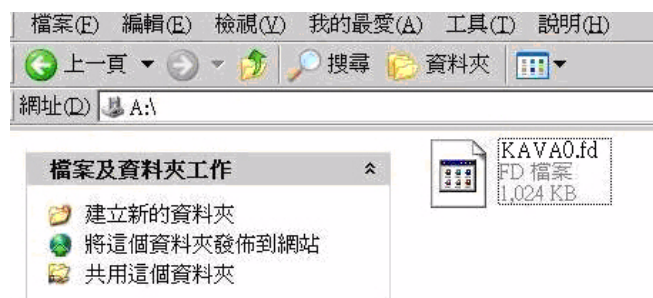 檔案(F) 編輯(E) 檢視(V) 我的最愛(A) 工具(T) 說明(H)
上一頁 搜尋 資料夾
網址(D) A:\
檔案及資料夾工作
建立新的資料夾
將這個資料夾發佈到網站
共用這個資料夾
KAVA0.fd
FD 檔案
1,024 KB